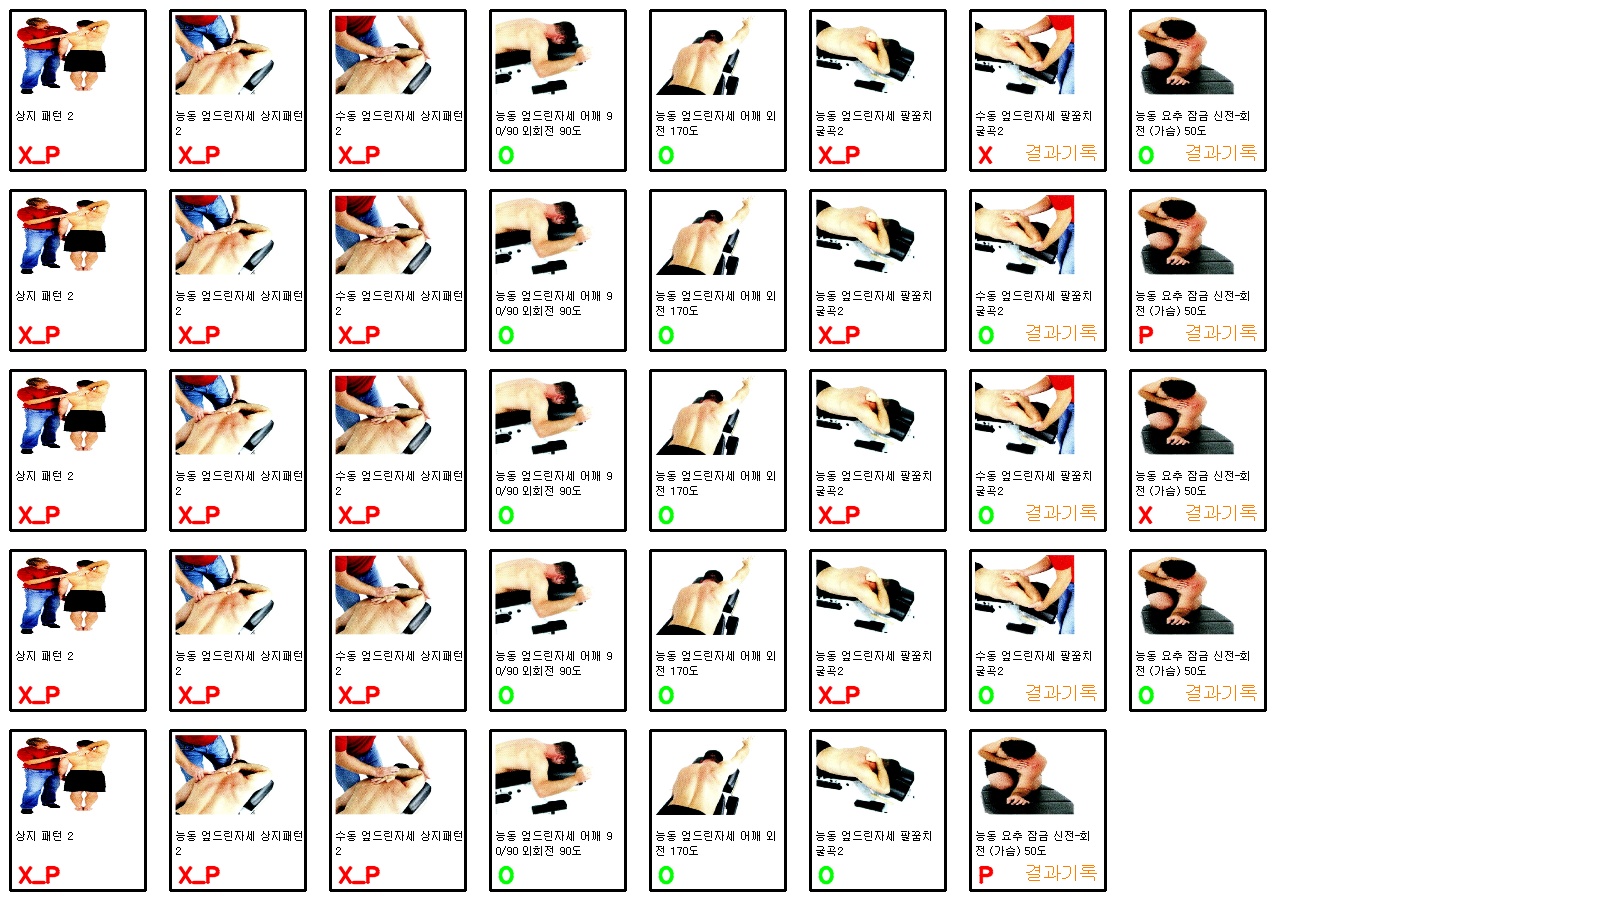 상지 패턴 2
X_P
능동 엎드린자세 상지패턴
2
X_P
수동 엎드린자세 상지패턴
2
X_P
능동 엎드린자세 어깨 9
0/90 외회전 90도
O
능동 엎드린자세 어깨 외
전 170도
O
능동 엎드린자세 팔꿈치
굴곡2
X_P
수동 엎드린자세 팔꿈치
굴곡2
X 결과기록
능동 요추 잠금 신전-회
전 (가슴) 50도
O 결과기록
상지 패턴 2
X_P
능동 엎드린자세 상지패턴
2
X_P
수동 엎드린자세 상지패턴
2
X_P
능동 엎드린자세 어깨 9
0/90 외회전 90도
O
능동 엎드린자세 어깨 외
전 170도
O
능동 엎드린자세 팔꿈치
굴곡2
X_P
수동 엎드린자세 팔꿈치
굴곡2
O 결과기록
능동 요추 잠금 신전-회
전 (가슴) 50도
P 결과기록
상지 패턴 2
X_P
능동 엎드린자세 상지패턴
2
X_P
수동 엎드린자세 상지패턴
2
X_P
능동 엎드린자세 어깨 9
0/90 외회전 90도
O
능동 엎드린자세 어깨 외
전 170도
O
능동 엎드린자세 팔꿈치
굴곡2
X_P
수동 엎드린자세 팔꿈치
굴곡2
O 결과기록
능동 요추 잠금 신전-회
전 (가슴) 50도
X 결과기록
상지 패턴 2
X_P
능동 엎드린자세 상지패턴
2
X_P
수동 엎드린자세 상지패턴
2
X_P
능동 엎드린자세 어깨 9
0/90 외회전 90도
O
능동 엎드린자세 어깨 외
전 170도
O
능동 엎드린자세 팔꿈치
굴곡2
X_P
수동 엎드린자세 팔꿈치
굴곡2
O 결과기록
능동 요추 잠금 신전-회
전 (가슴) 50도
O 결과기록
상지 패턴 2
X_P
능동 엎드린자세 상지패턴
2
X_P
수동 엎드린자세 상지패턴
2
X_P
능동 엎드린자세 어깨 9
0/90 외회전 90도
O
능동 엎드린자세 어깨 외
전 170도
O
능동 엎드린자세 팔꿈치
굴곡2
O
능동 요추 잠금 신전-회
전 (가슴) 50도
P 결과기록